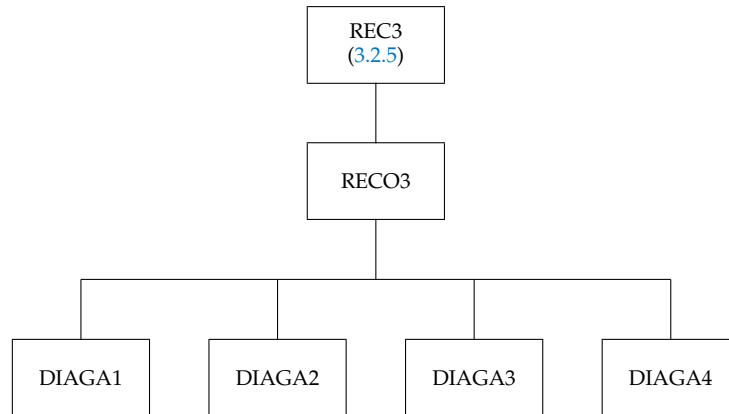 REC3
(3.2.5)
RECO3
DIAGA1
DIAGA2
DIAGA3
DIAGA4